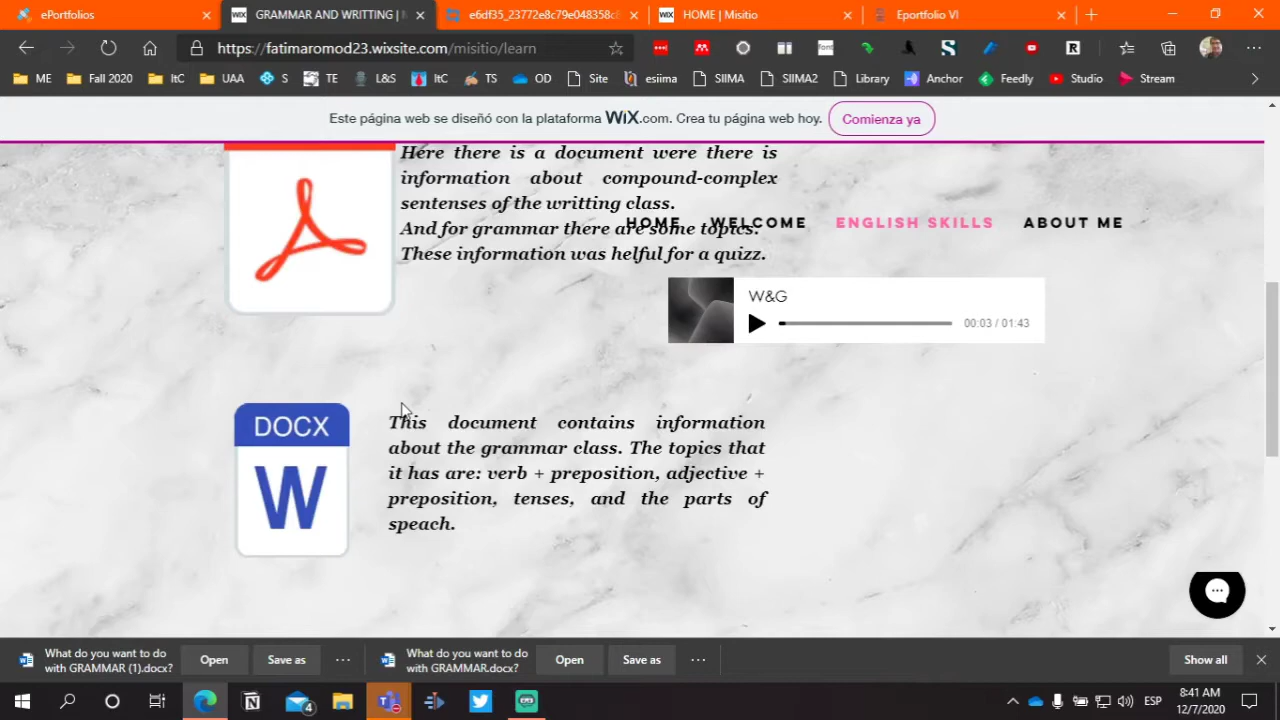 ePortfolios
GRAMMAR AND WRITTING |
e6df35_23772e8c79e048358c
HOME | Misitio
Eportfolio VI
https://fatimaromod23.wixsite.com/misitio/learn
ME
Fall 2020
ItC
UAA
S
TE
L&S
ItC
TS
OD
Site
esiima
SIIMA
SIIMA2
Library
Anchor
Feedly
Studio
Stream
Este página web se diseñó con la plataforma WiX.com. Crea tu página web hoy.
Comienza ya
Here there is a document were there is
information about compound-complex
sentenses of the writting class.
And for grammar there are some topics.
These information was helful for a quizz.
HOME WELCOME ENGLISH SKILLS ABOUT ME
W&G
00:03 / 01:43
DOCX
W
This document contains information
about the grammar class. The topics that
it has are: verb + preposition, adjective +
preposition, tenses, and the parts of
speach.
What do you want to do
with GRAMMAR (1).docx?
Open
Save as
What do you want to do
with GRAMMAR.docx?
Open
Save as
Show all
4
ESP
8:41 AM
12/7/2020